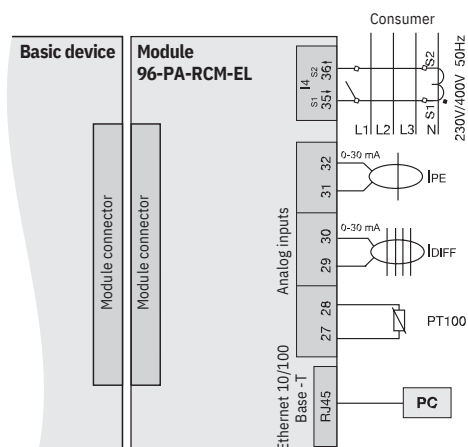 Consumer
Basic device
Module
96-PA-RCM-EL
I4
S2
36
S1
35
S2
S1
L1
L2
L3
N
230V/400V 50Hz
Analog inputs
32
0-30 mA
31
IPE
30
0-30 mA
29
IDIFF
28
27
PT100
Module connector
Module connector
Ethernet 10/100
Base -T
RJ45
PC